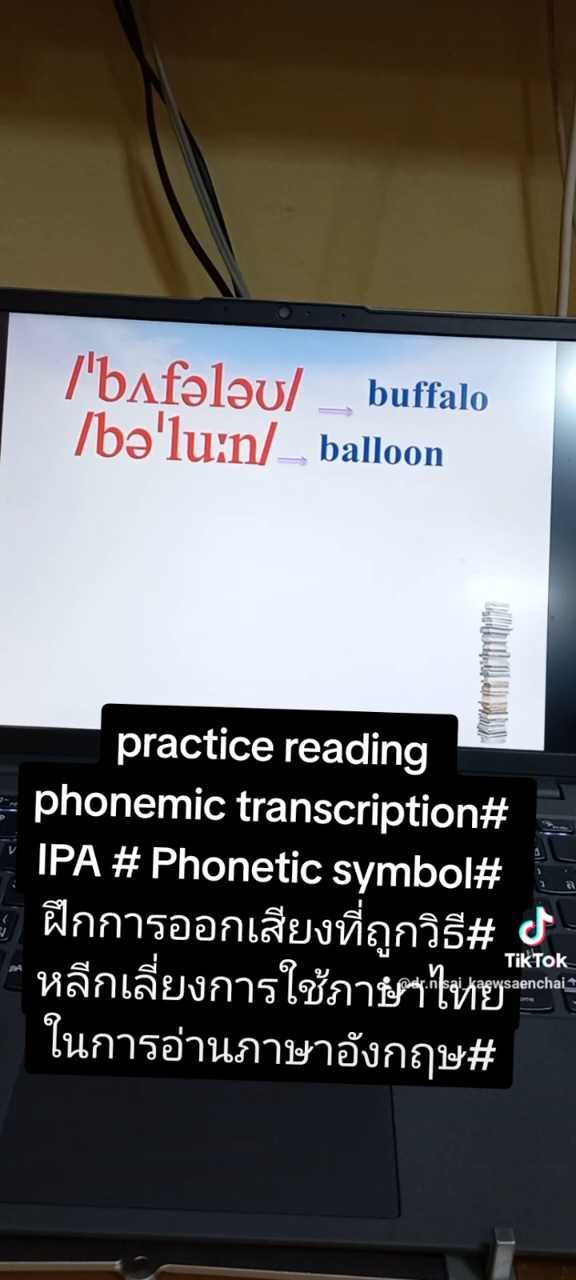 /ˈbʌfələʊ/ → buffalo
/bəˈluːn/ → balloon
practice reading
phonemic transcription#
IPA # Phonetic symbol#
ฝึกการออกเสียงที่ถูกวิธี#
หลีกเลี่ยงการใช้ภาษาไทย
ในการอ่านภาษาอังกฤษ#
TikTok
@dr.nisai_kaewsaenchai